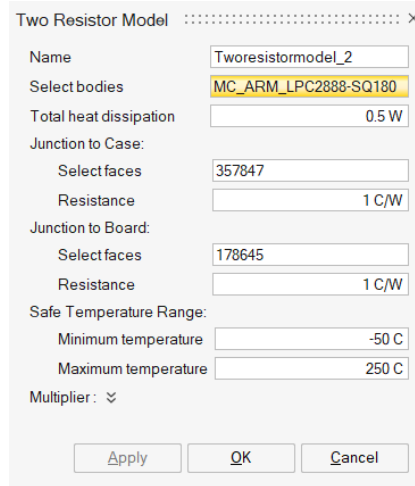 Two Resistor Model
Name Tworesistormodel_2
Select bodies MC_ARM_LPC2888-SQ180
Total heat dissipation 0.5 W
Junction to Case:
Select faces 357847
Resistance 1 C/W
Junction to Board:
Select faces 178645
Resistance 1 C/W
Safe Temperature Range:
Minimum temperature -50 C
Maximum temperature 250 C
Multiplier :
Apply OK Cancel